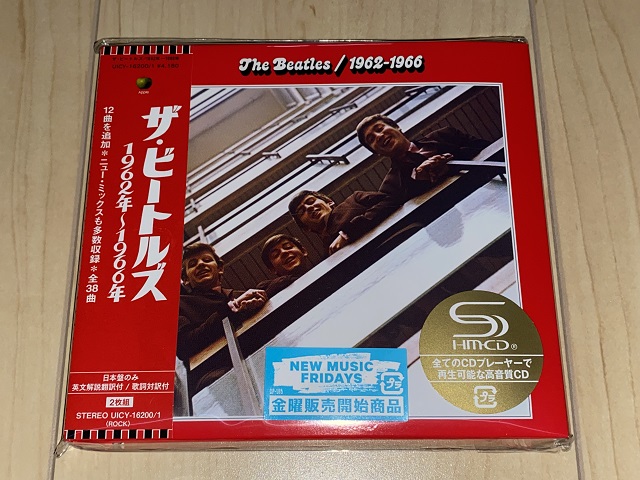 The Beatles / 1962-1966
ザ・ビートルズ
1962年〜1966年
12曲を追加*ニュー・ミックスも多数収録*全38曲
日本盤のみ
英文解説翻訳付 / 歌詞対訳付
2枚組
STEREO UICY-16200/1
(ROCK)
NEW MUSIC
FRIDAYS
プラ
金曜販売開始商品
SHM-CD®
全てのCDプレーヤーで
再生可能な高音質CD
プラ